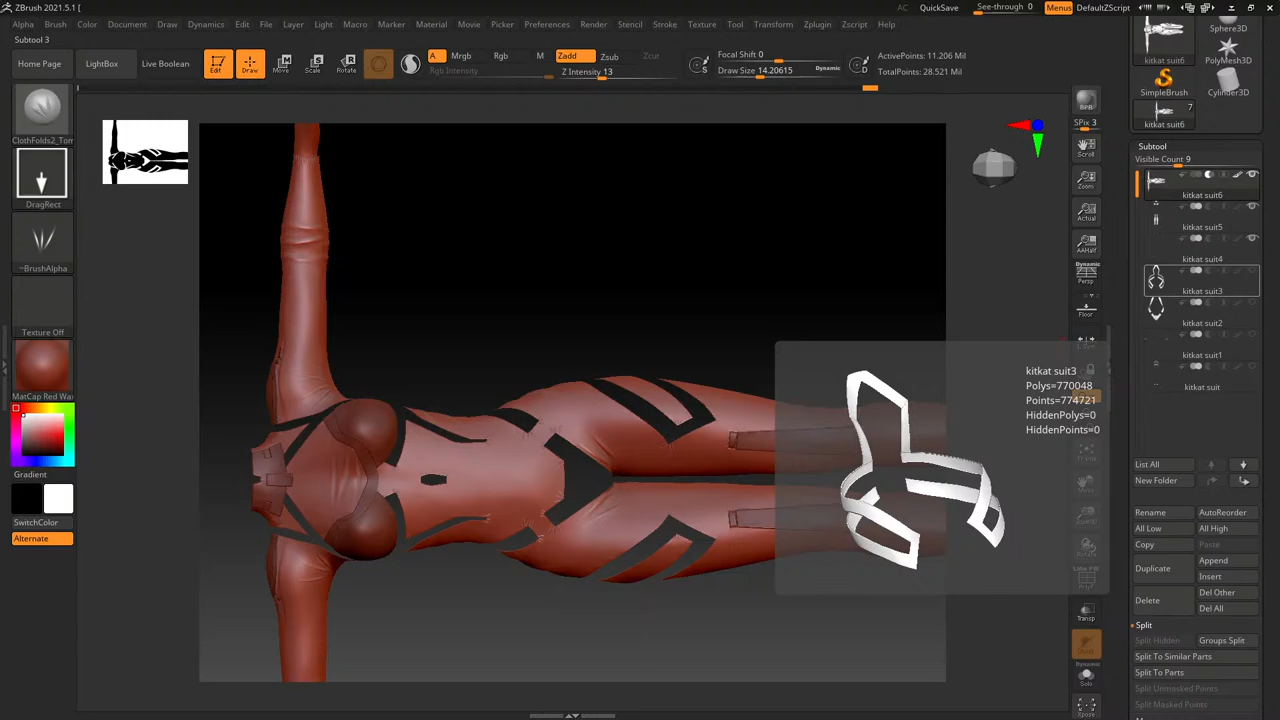 ZBrush 2021.5.1 [
AC QuickSave See-through 0 Menus DefaultZScript
Alpha Brush Color Document Draw Dynamics Edit File Layer Light Macro Marker Material Movie Picker Preferences Render Stencil Stroke Texture Tool Transform Zplugin Zscript Help
Subtool 3
Home Page LightBox Live Boolean Edit Draw Move Scale Rotate
A Mrgb Rgb M Zadd Zsub Zcut
Rgb Intensity Z Intensity 13
Focal Shift 0
Draw Size 14.20615 Dynamic
S D
ActivePoints: 11.206 Mil
TotalPoints: 28.521 Mil
ClothFolds2_Tom
DragRect
~BrushAlpha
Texture Off
MatCap Red Wa
Gradient
SwitchColor
Alternate
BPR
SPix 3
Scroll
Zoom
Actual
AAHalf
Dynamic
Persp
Floor
Frame
Move
Rotate
Transp
Dynamic
Solo
Xpose
kitkat suit3
Polys=770048
Points=774721
HiddenPolys=0
HiddenPoints=0
kitkat suit6
Sphere3D
PolyMesh3D
SimpleBrush
Cylinder3D
7
kitkat suit6
Subtool
Visible Count 9
kitkat suit6
kitkat suit5
kitkat suit4
kitkat suit3
kitkat suit2
kitkat suit1
kitkat suit
List All
New Folder
Rename AutoReorder
All Low All High
Copy Paste
Duplicate Append
Insert
Delete Del Other
Del All
Split
Split Hidden Groups Split
Split To Similar Parts
Split To Parts
Split Unmasked Points
Split Masked Points